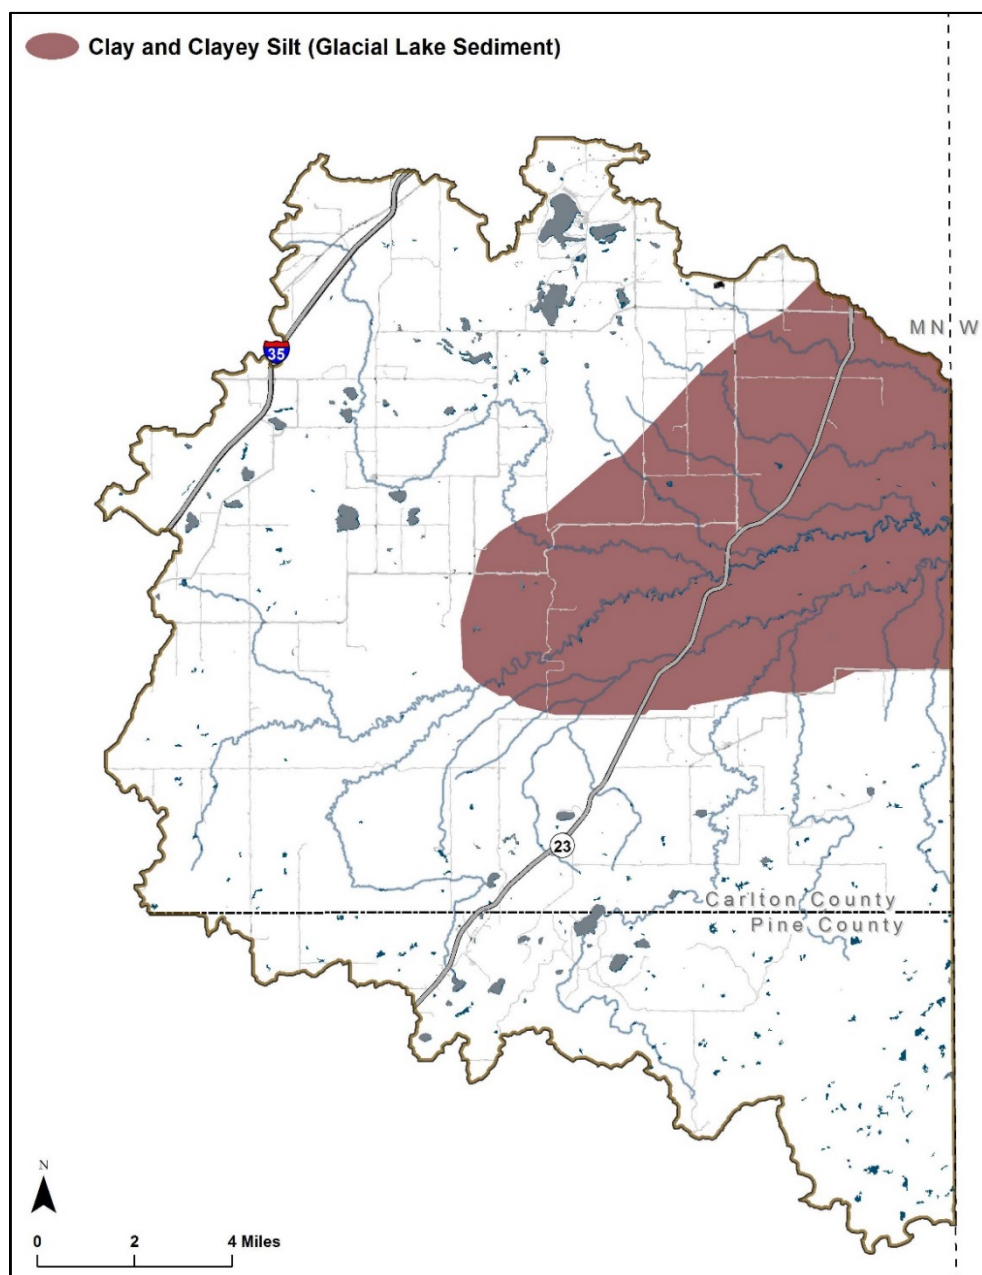 Clay and Clayey Silt (Glacial Lake Sediment)
MN W
35
23
Carlton County
Pine County
N
0 2 4 Miles